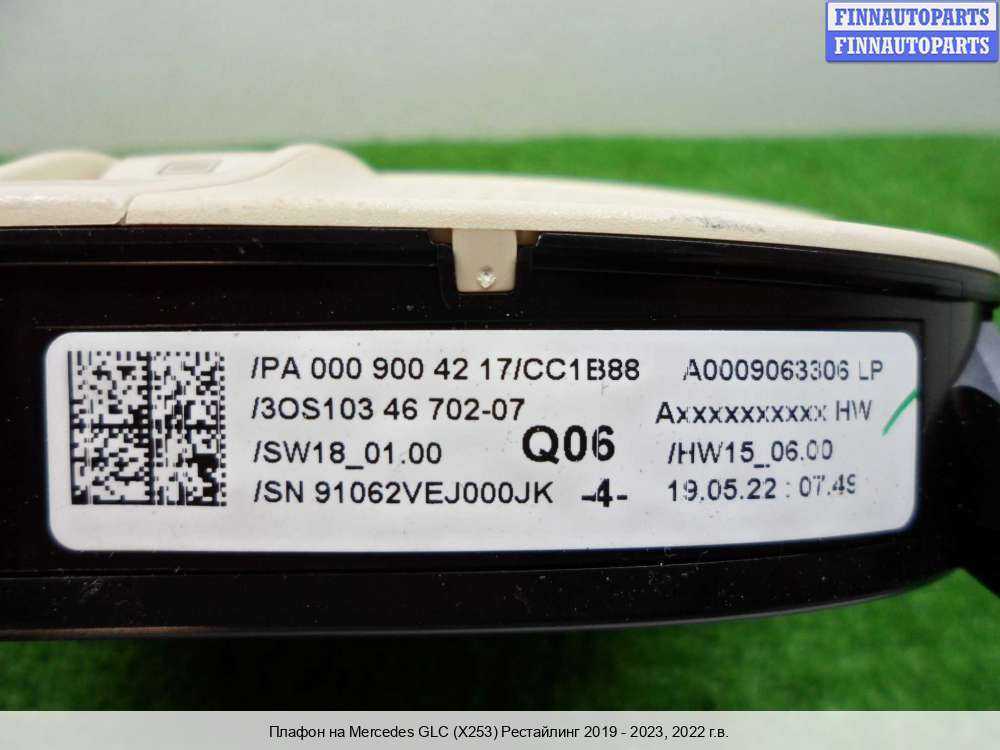 FINNAUTOPARTS
FINNAUTOPARTS
/PA 000 900 42 17/CC1B88
/3OS103 46 702-07
/SW18_01.00
/SN 91062VEJ000JK
Q06
-4-
A0009063306 LP
Axxxxxxxxxx HW
/HW15_06.00
19.05.22 : 07.49
Плафон на Mercedes GLC (X253) Рестайлинг 2019 - 2023, 2022 г.в.